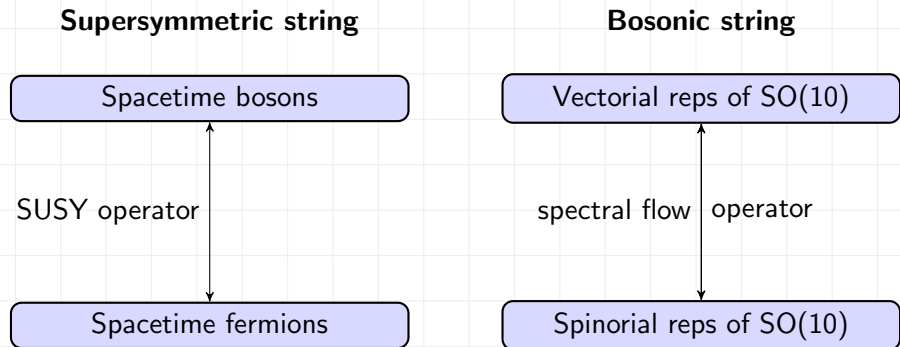 Supersymmetric string
Spacetime bosons
SUSY operator
Spacetime fermions
Bosonic string
Vectorial reps of SO(10)
spectral flow operator
Spinorial reps of SO(10)